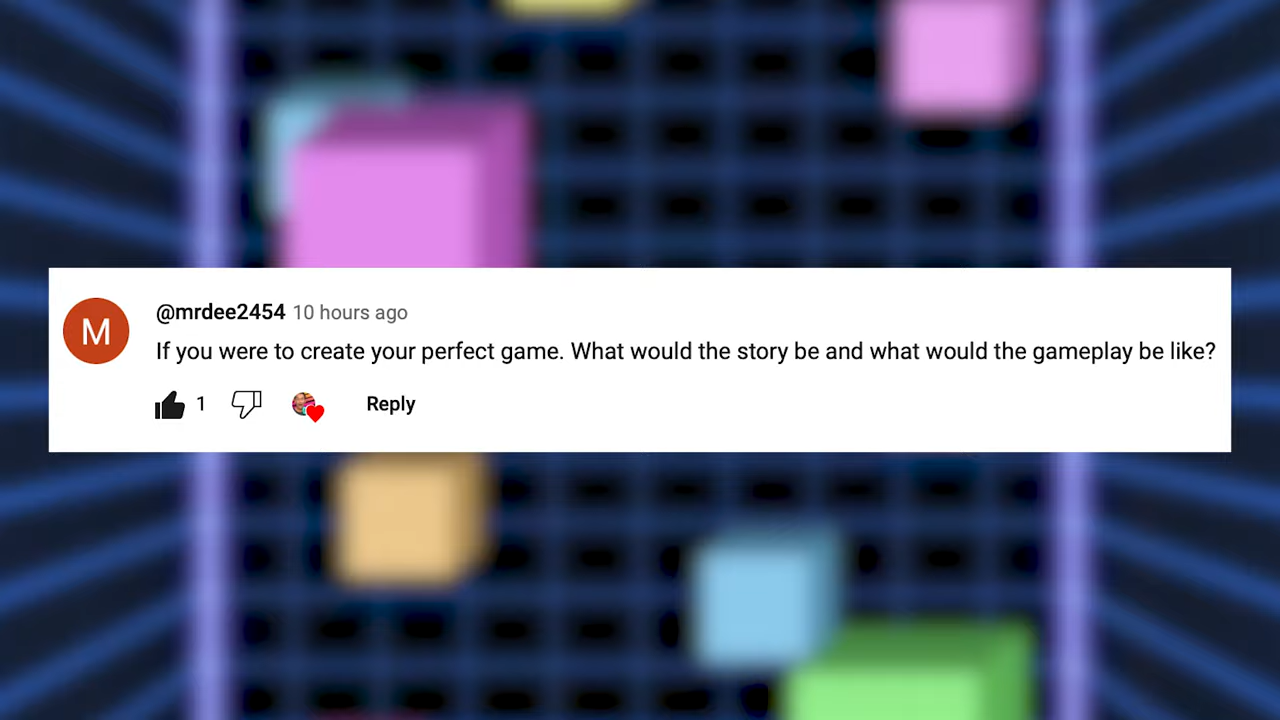 @mrdee2454 10 hours ago
If you were to create your perfect game. What would the story be and what would the gameplay be like?
1 Reply
M